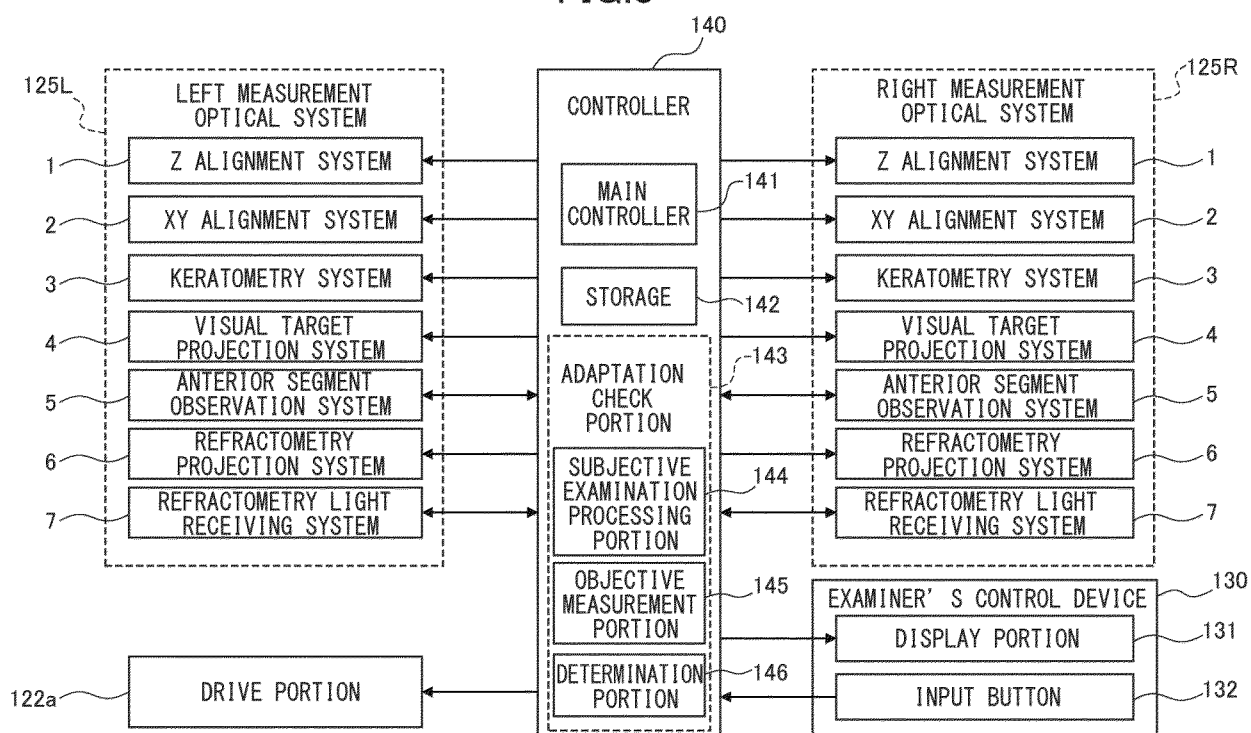 140
125L
LEFT MEASUREMENT
OPTICAL SYSTEM
1
Z ALIGNMENT SYSTEM
2
XY ALIGNMENT SYSTEM
3
KERATOMETRY SYSTEM
4
VISUAL TARGET
PROJECTION SYSTEM
5
ANTERIOR SEGMENT
OBSERVATION SYSTEM
6
REFRACTOMETRY
PROJECTION SYSTEM
7
REFRACTOMETRY LIGHT
RECEIVING SYSTEM
122a
DRIVE PORTION
CONTROLLER
MAIN
CONTROLLER
141
STORAGE
142
ADAPTATION
CHECK
PORTION
143
SUBJECTIVE
EXAMINATION
PROCESSING
PORTION
144
OBJECTIVE
MEASUREMENT
PORTION
145
DETERMINATION
PORTION
146
125R
RIGHT MEASUREMENT
OPTICAL SYSTEM
Z ALIGNMENT SYSTEM
1
XY ALIGNMENT SYSTEM
2
KERATOMETRY SYSTEM
3
VISUAL TARGET
PROJECTION SYSTEM
4
ANTERIOR SEGMENT
OBSERVATION SYSTEM
5
REFRACTOMETRY
PROJECTION SYSTEM
6
REFRACTOMETRY LIGHT
RECEIVING SYSTEM
7
EXAMINER'S CONTROL DEVICE
130
DISPLAY PORTION
131
INPUT BUTTON
132